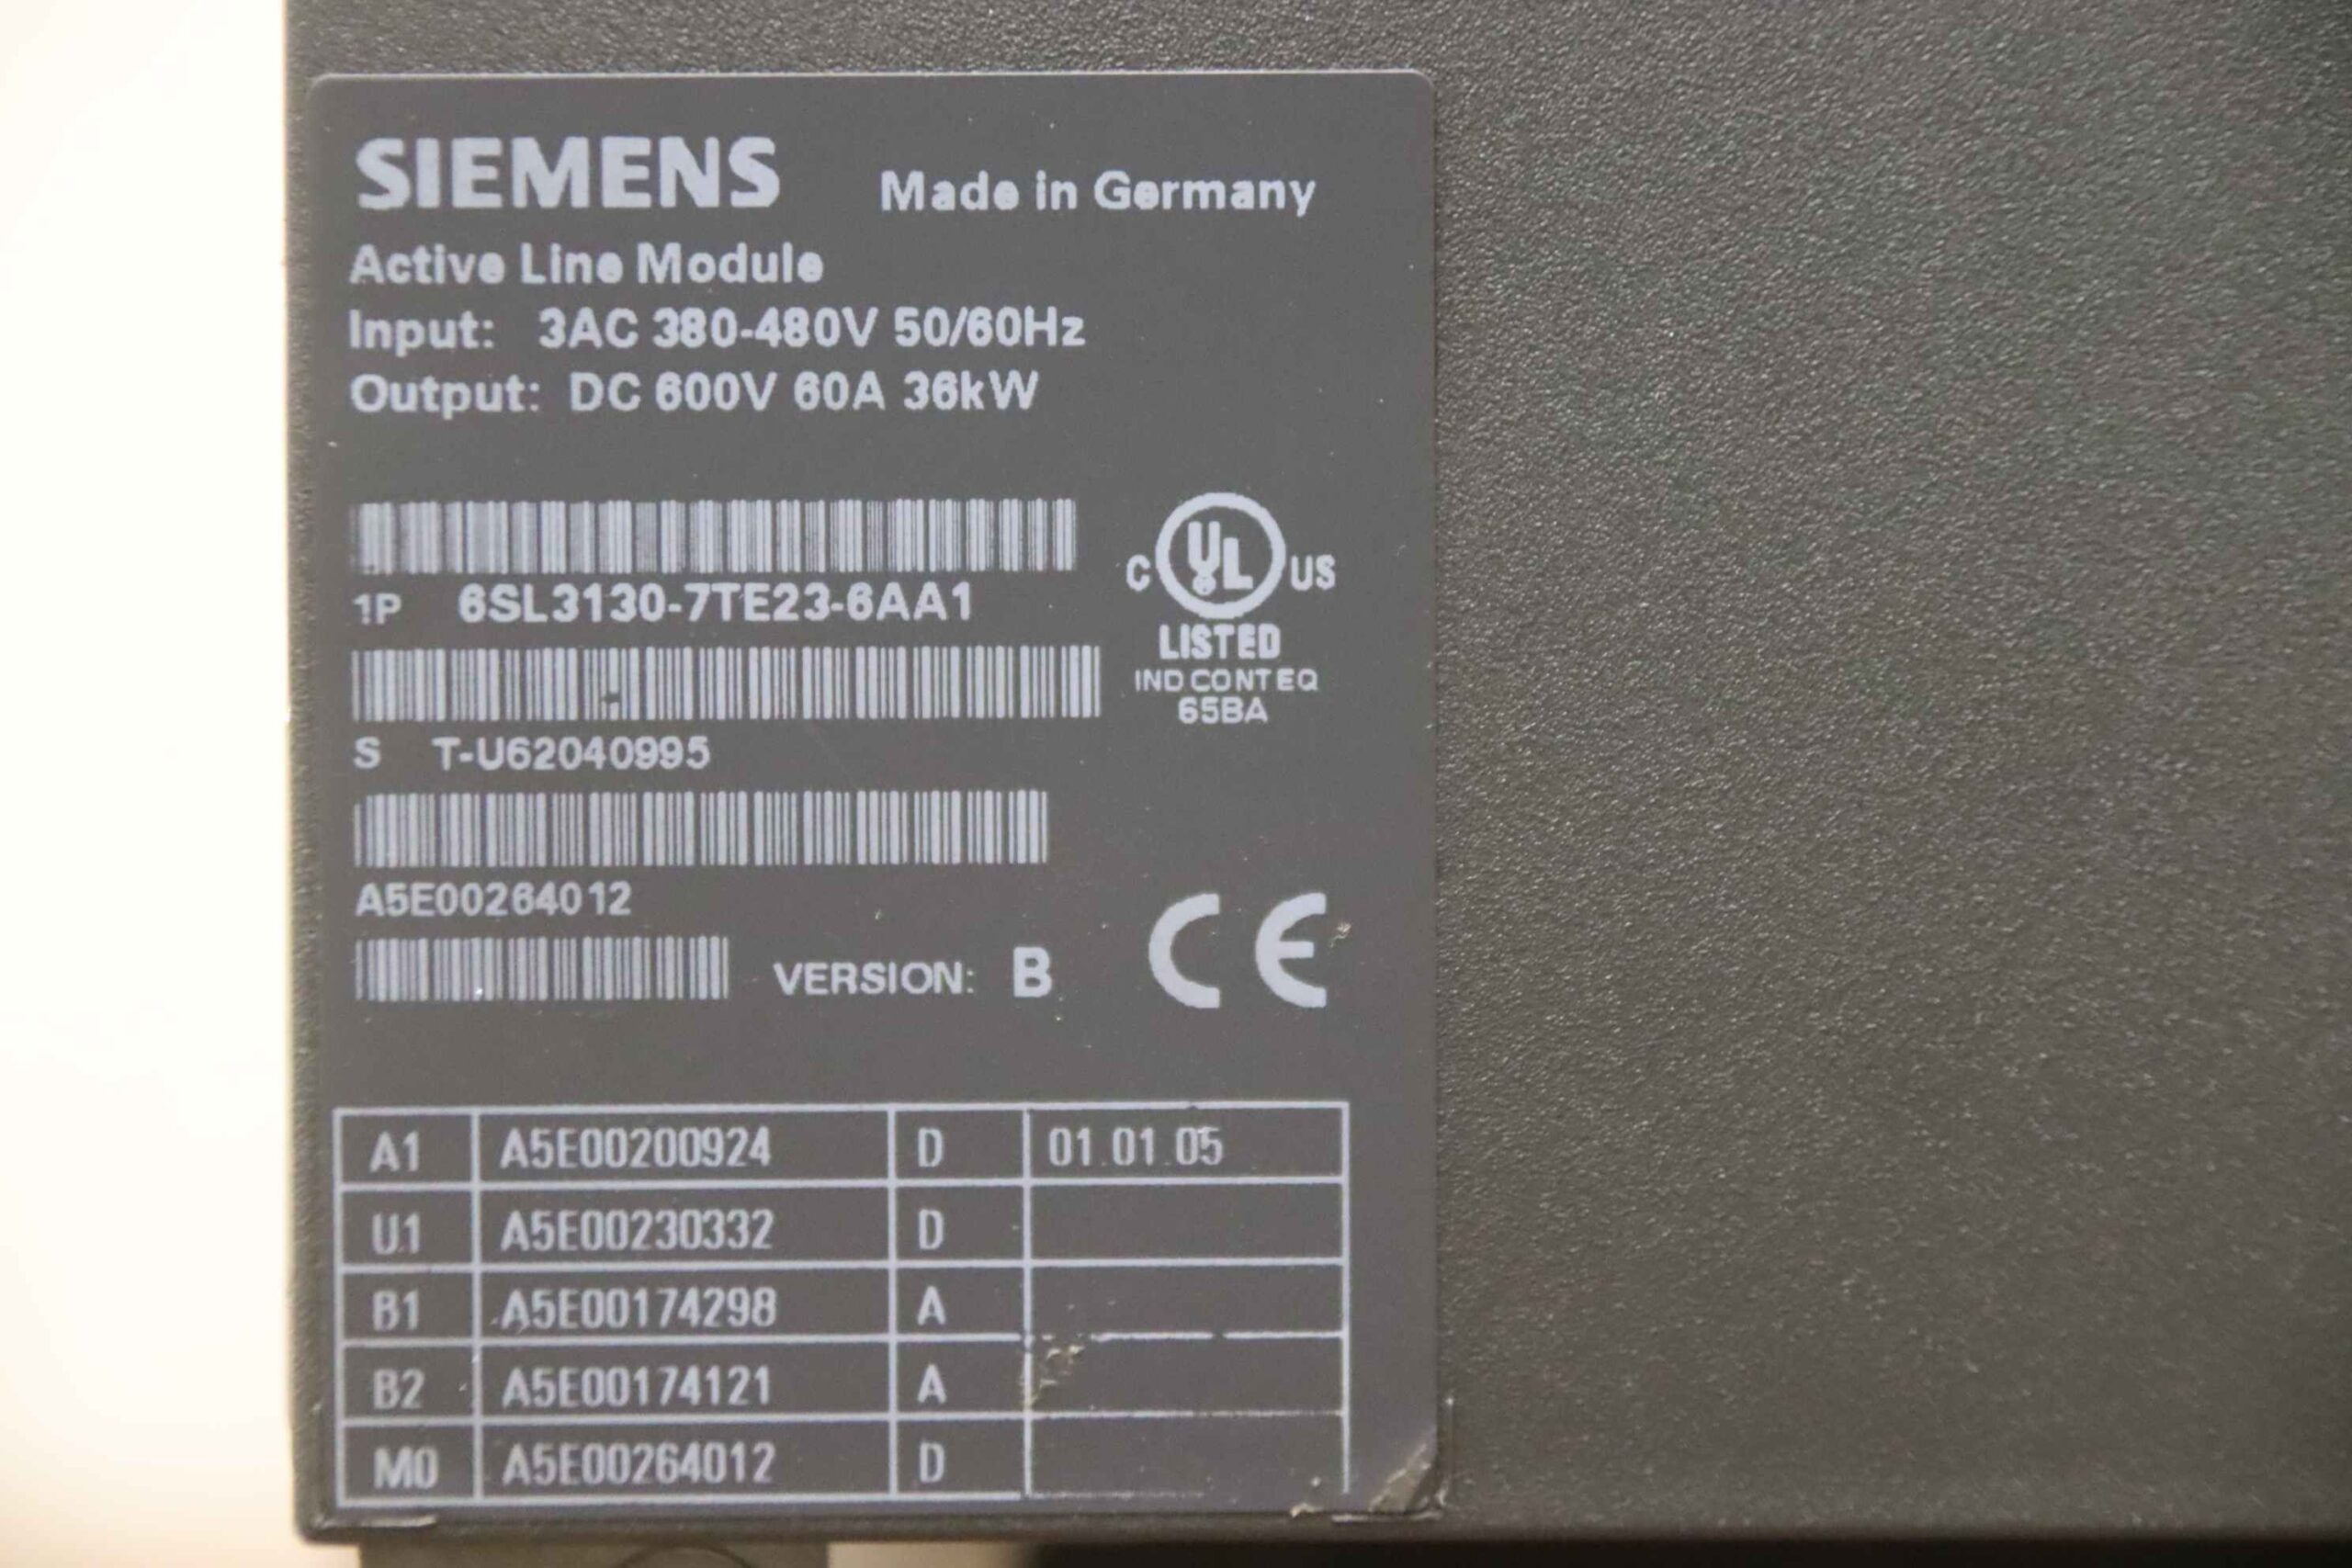 SIEMENS Made in Germany
Active Line Module
Input: 3AC 380-480V 50/60Hz
Output: DC 600V 60A 36kW
1P 6SL3130-7TE23-6AA1
C UL US
LISTED
IND CONT EQ
65BA
S T-U62040995
A5E00264012
VERSION: B CE
A1 A5E00200924 D 01.01.05
U1 A5E00230332 D
B1 A5E00174298 A
B2 A5E00174121 A
M0 A5E00264012 D